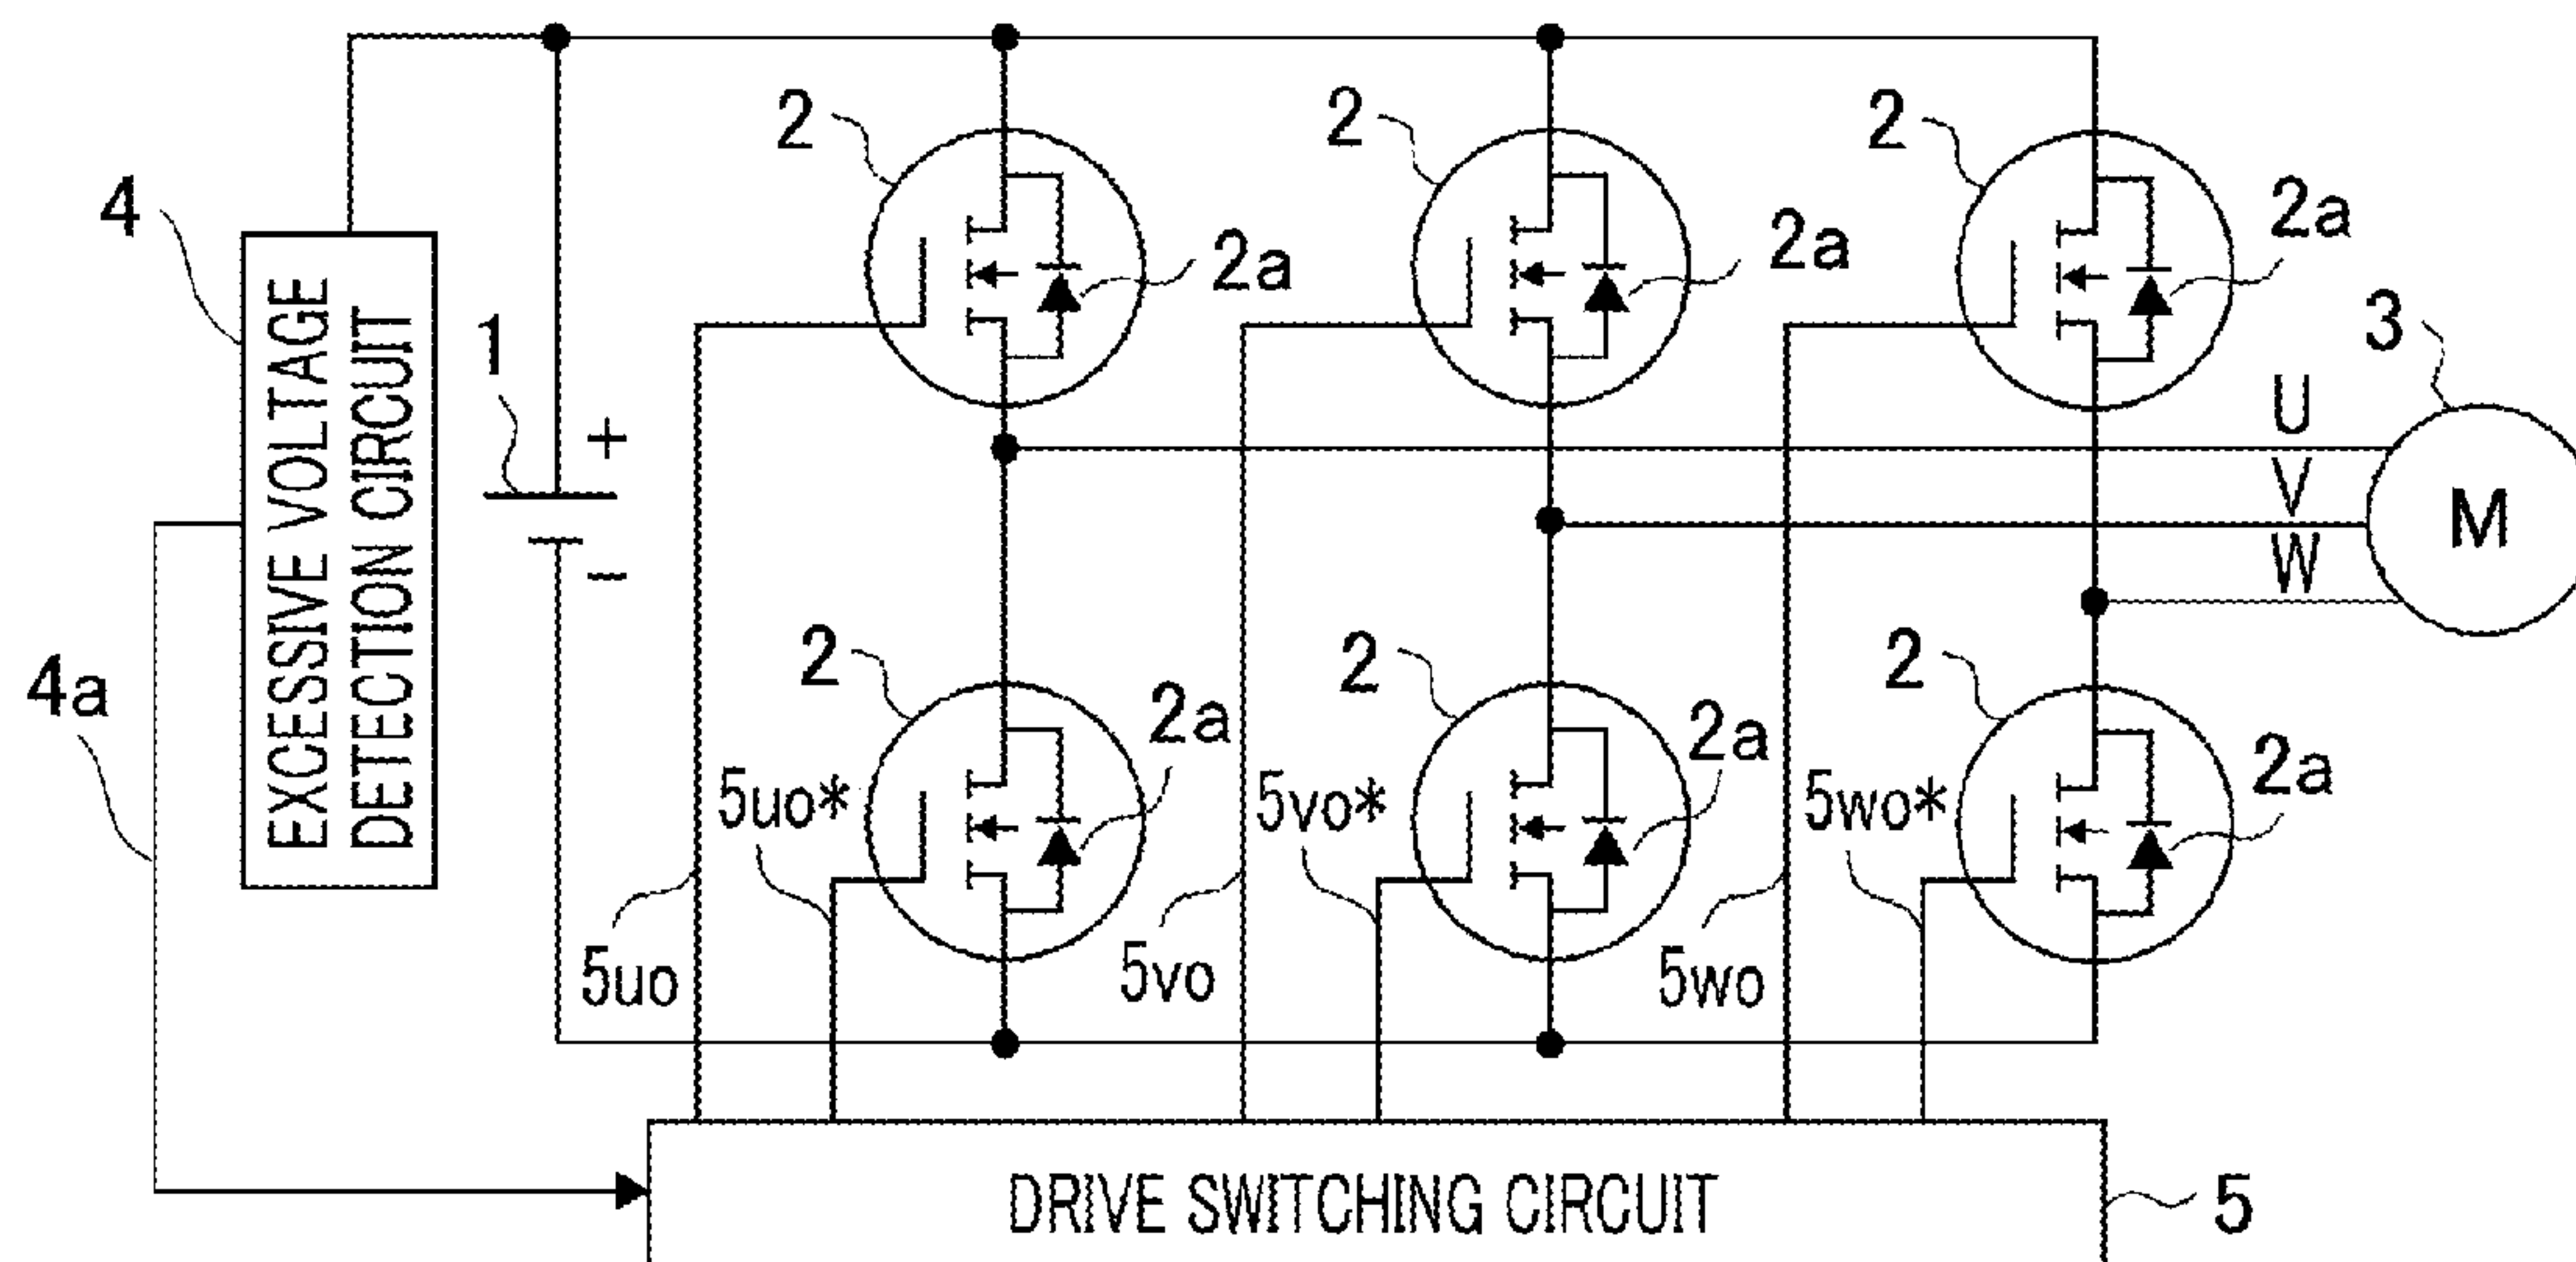 2
2
2
4
2a
2a
2a
EXCESSIVE VOLTAGE
DETECTION CIRCUIT
1
+
−
3
U
V
W
M
2
2
2
4a
2a
2a
2a
5uo*
5vo*
5wo*
5uo
5vo
5wo
DRIVE SWITCHING CIRCUIT
5